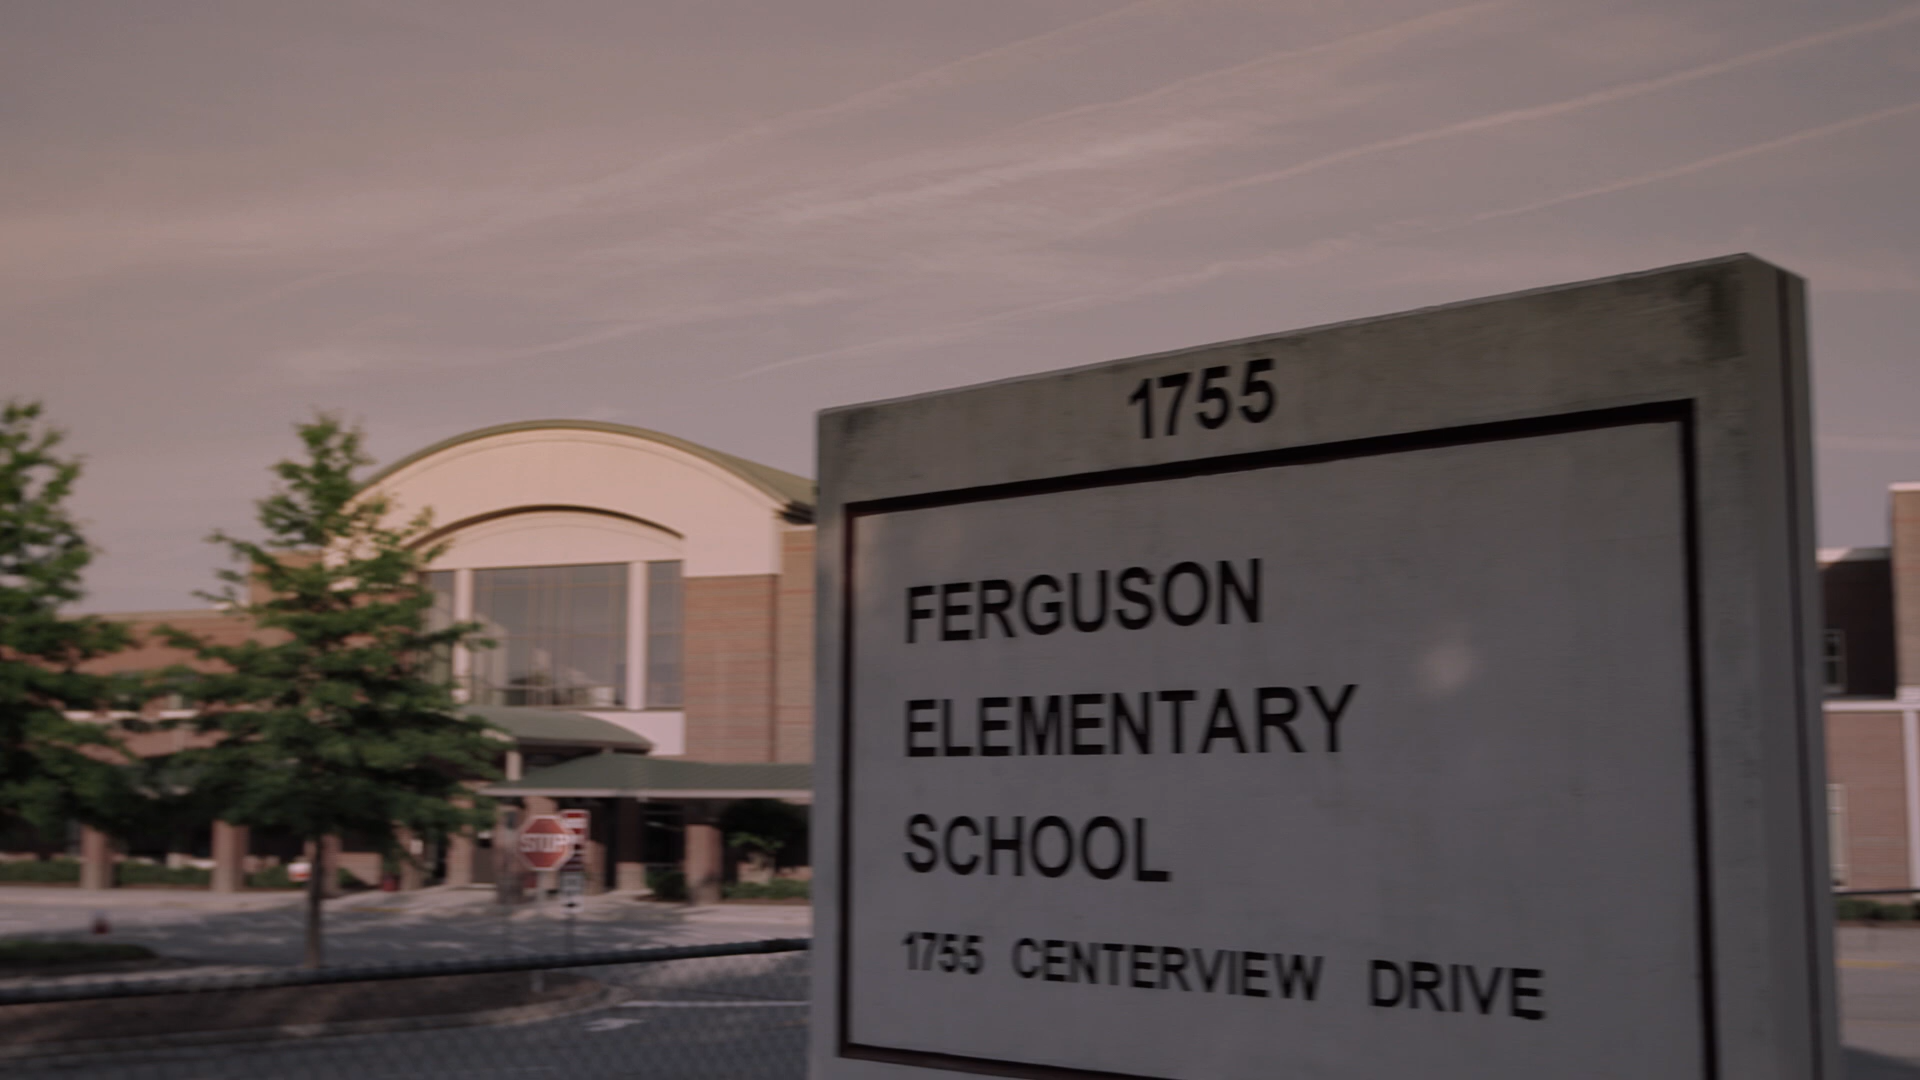 1755
FERGUSON
ELEMENTARY
SCHOOL
1755 CENTERVIEW DRIVE
STOP